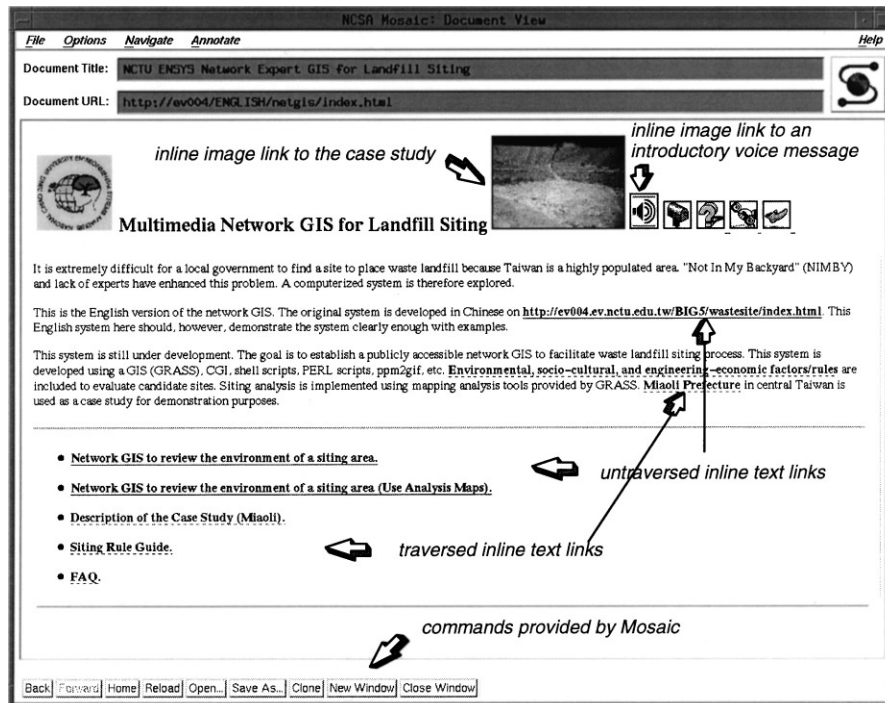 NCSA Mosaic: Document View
File Options Navigate Annotate Help
Document Title: NCTU ENSYS Network Expert GIS for Landfill Siting
Document URL: http://ev004/ENGLISH/netgis/index.html
inline image link to the case study
inline image link to an
introductory voice message
Multimedia Network GIS for Landfill Siting
It is extremely difficult for a local government to find a site to place waste landfill because Taiwan is a highly populated area. "Not In My Backyard" (NIMBY)
and lack of experts have enhanced this problem. A computerized system is therefore explored.
This is the English version of the network GIS. The original system is developed in Chinese on http://ev004.ev.nctu.edu.tw/BIG5/wastesite/index.html. This
English system here should, however, demonstrate the system clearly enough with examples.
This system is still under development. The goal is to establish a publicly accessible network GIS to facilitate waste landfill siting process. This system is
developed using a GIS (GRASS), CGI, shell scripts, PERL scripts, ppm2gif, etc. Environmental, socio-cultural, and engineering-economic factors/rules are
included to evaluate candidate sites. Siting analysis is implemented using mapping analysis tools provided by GRASS. Miaoli Prefecture in central Taiwan is
used as a case study for demonstration purposes.
• Network GIS to review the environment of a siting area.
• Network GIS to review the environment of a siting area (Use Analysis Maps).
untraversed inline text links
• Description of the Case Study (Miaoli).
• Siting Rule Guide.
traversed inline text links
• FAQ.
commands provided by Mosaic
Back Forward Home Reload Open... Save As... Clone New Window Close Window